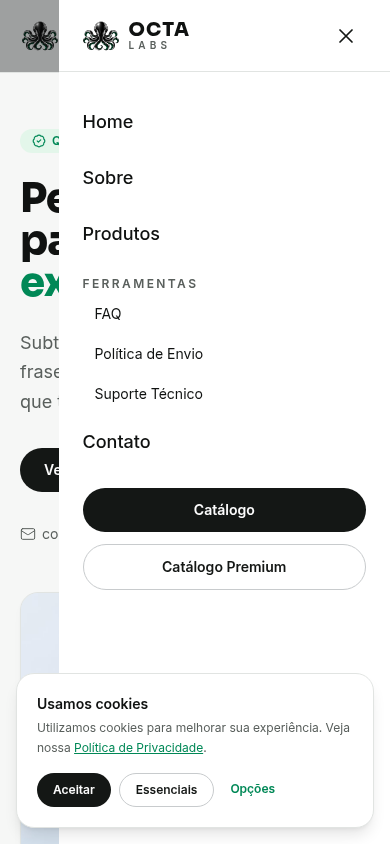 OCTA
LABS
Home
Sobre
Produtos
FERRAMENTAS
FAQ
Política de Envio
Suporte Técnico
Contato
Catálogo
Catálogo Premium
Usamos cookies
Utilizamos cookies para melhorar sua experiência. Veja
nossa Política de Privacidade.
Aceitar
Essenciais
Opções